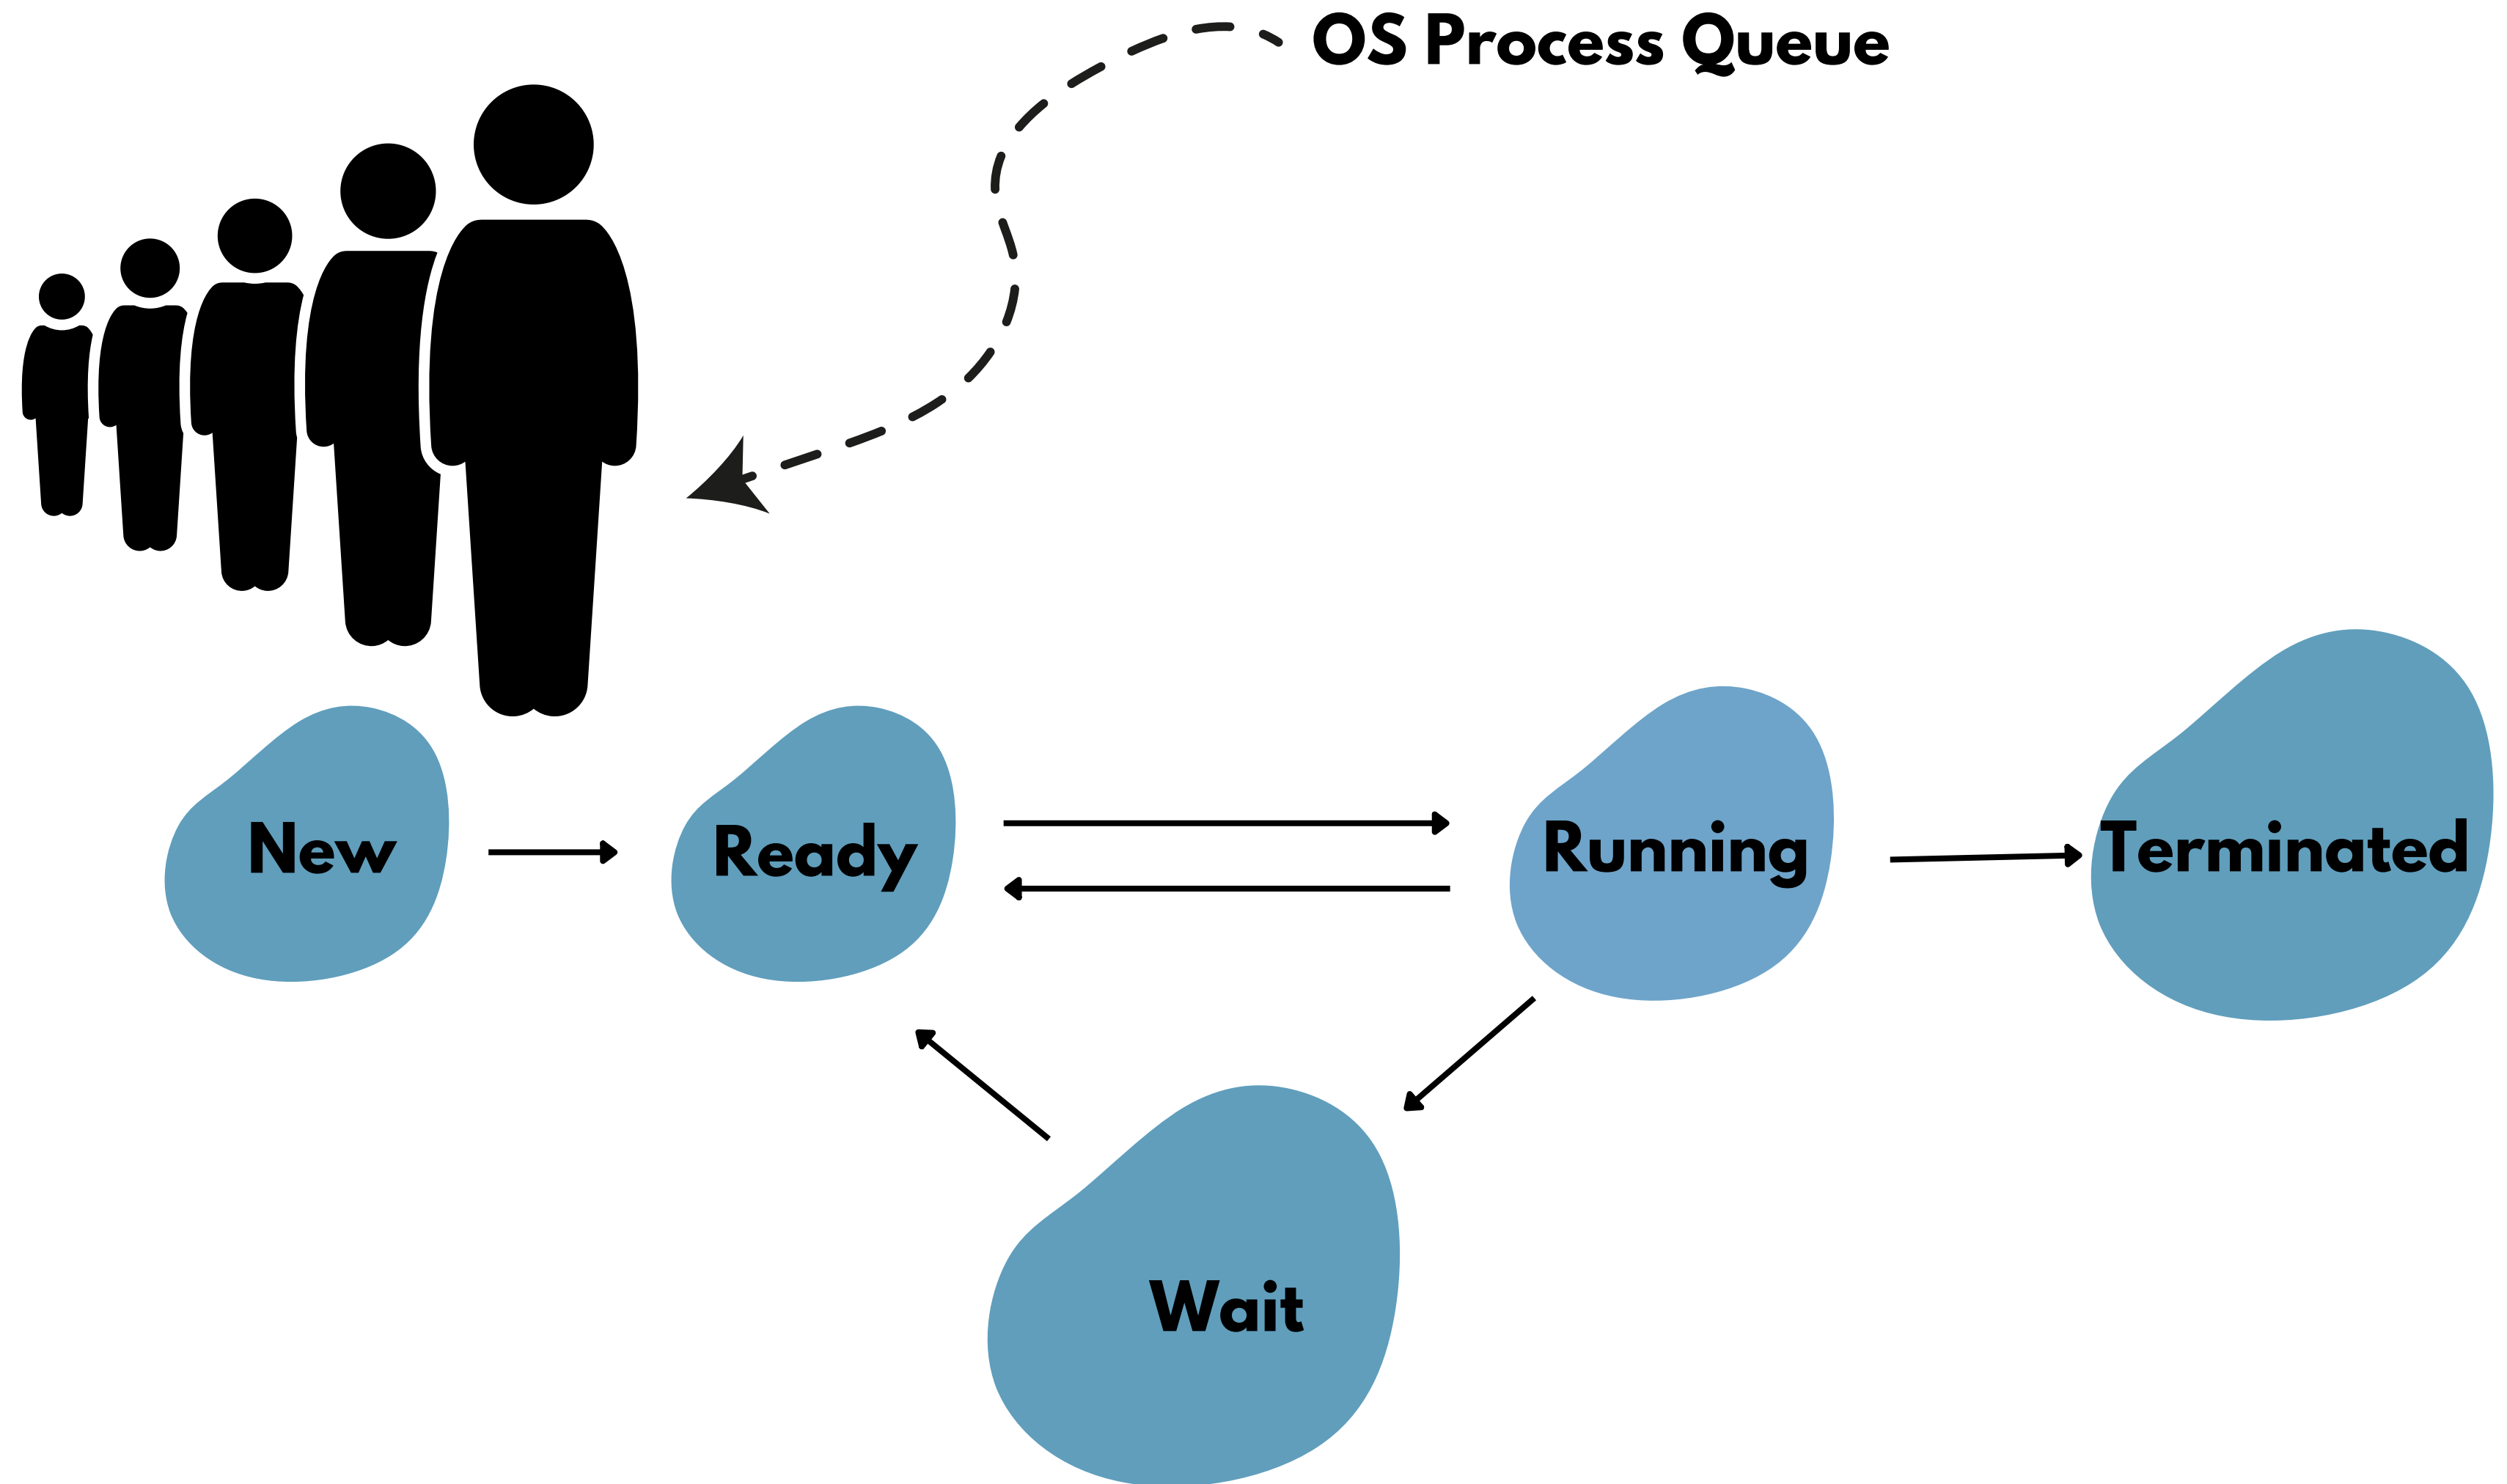 OS Process Queue
New
Ready
Running
Terminated
Wait